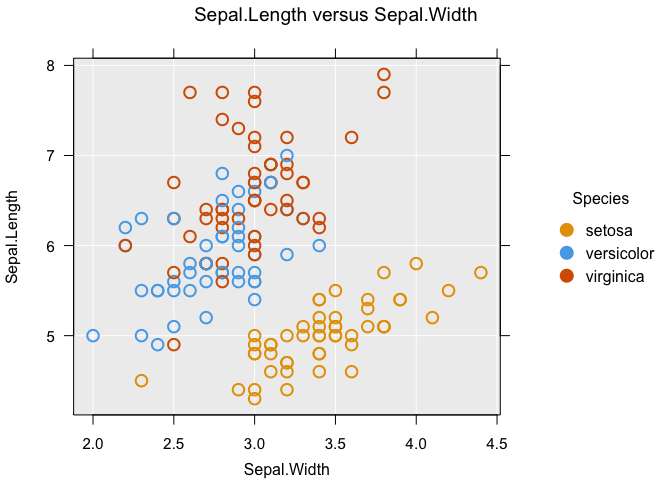 Sepal.Length versus Sepal.Width
8
7
6
5
Sepal.Length
2.0 2.5 3.0 3.5 4.0 4.5
Sepal.Width
Species
setosa
versicolor
virginica